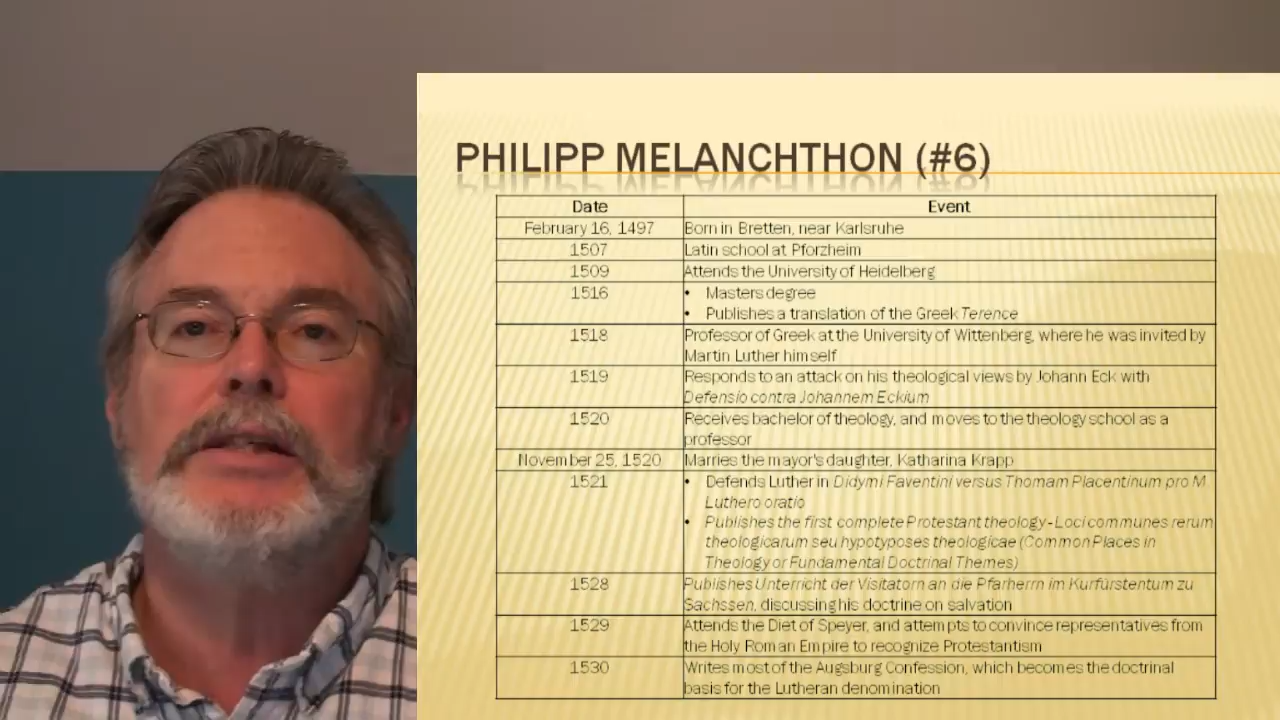 PHILIPP MELANCHTHON (#6)
Date Event
February 16, 1497 Born in Bretten, near Karlsruhe
1507 Latin school at Pforzheim
1509 Attends the University of Heidelberg
1516 • Masters degree
• Publishes a translation of the Greek Terence
1518 Professor of Greek at the University of Wittenberg, where he was invited by
Martin Luther himself
1519 Responds to an attack on his theological views by Johann Eck with
Defensio contra Johannem Eckium
1520 Receives bachelor of theology, and moves to the theology school as a
professor
November 25, 1520 Marries the mayor's daughter, Katharina Krapp
1521 • Defends Luther in Didymi Faventini versus Thomam Placentinum pro M
Luthero oratio
• Publishes the first complete Protestant theology - Loci communes rerum
theologicarum seu hypotyposes theologicae (Common Places in
Theology or Fundamental Doctrinal Themes)
1528 Publishes Unterricht der Visitatorn an die Pfarherrn im Kurfürstentum zu
Sachssen, discussing his doctrine on salvation
1529 Attends the Diet of Speyer, and attempts to convince representatives from
the Holy Roman Empire to recognize Protestantism
1530 Writes most of the Augsburg Confession, which becomes the doctrinal
basis for the Lutheran denomination